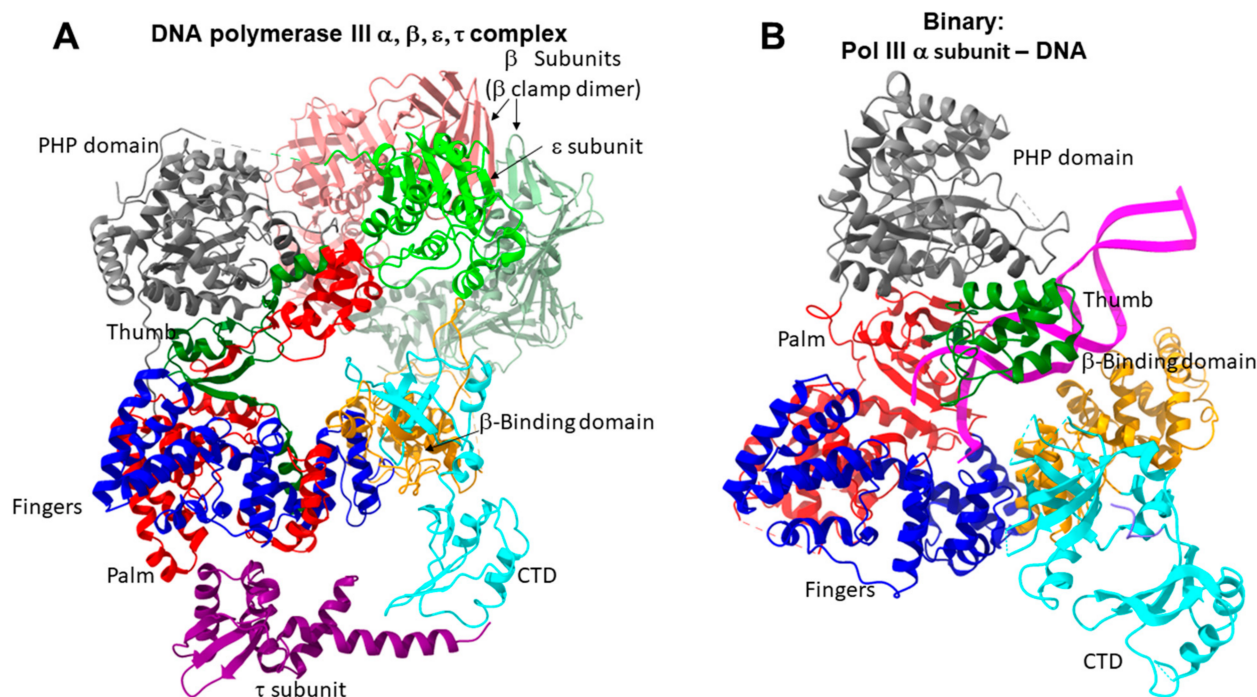 A
DNA polymerase III α, β, ε, τ complex
β Subunits
(β clamp dimer)
ε subunit
PHP domain
Thumb
β-Binding domain
Fingers
Palm
CTD
τ subunit
B
Binary:
Pol III α subunit – DNA
PHP domain
Thumb
Palm
β-Binding domain
Fingers
CTD